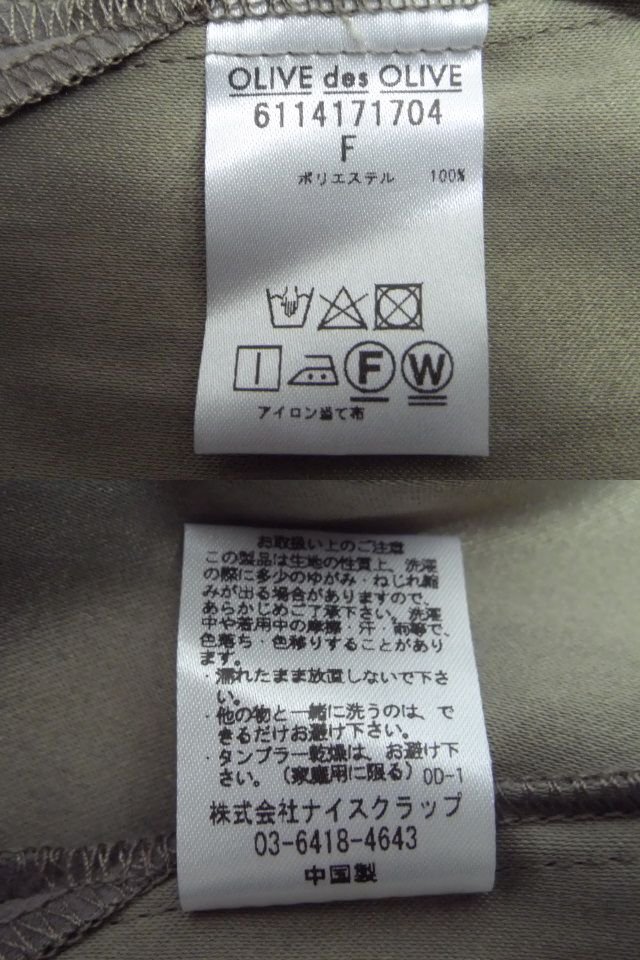 OLIVE des OLIVE
6114171704
F
ポリエステル 100%
F W
アイロン当て布
お取扱い上のご注意
この製品は生地の性質上、洗濯
の際に多少のゆがみ・ねじれ縮
みが出る場合がありますので、
あらかじめご了承下さい。洗濯
中や着用中の摩擦・汗・雨等で、
色落ち・色移りすることがあり
ます。
・濡れたまま放置しないで下さ
い。
・他の物と一緒に洗うのは、で
きるだけお避け下さい。
・タンブラー乾燥は、お避け下
さい。（家庭用に限る）OD-1
株式会社ナイスクラップ
03-6418-4643
中国製